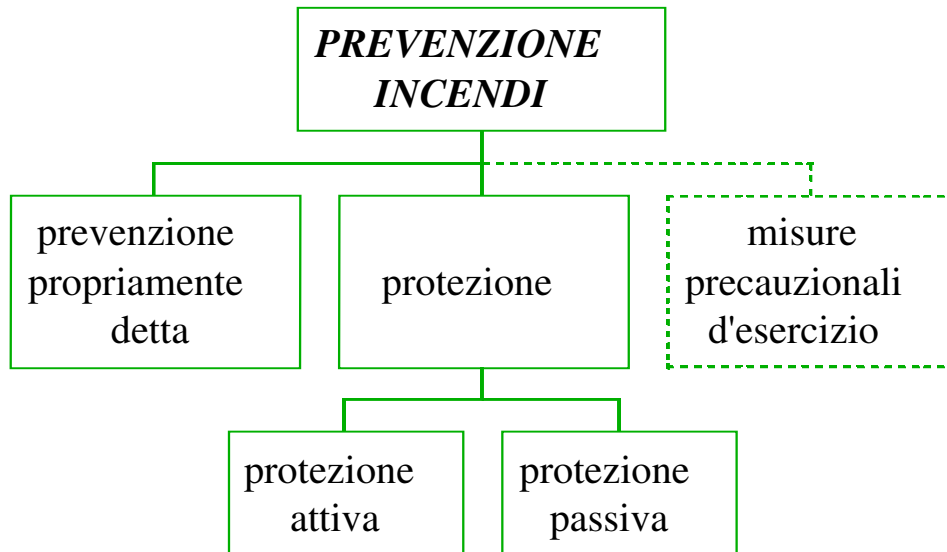 PREVENZIONE
INCENDI
prevenzione
propriamente
detta
protezione
misure
precauzionali
d'esercizio
protezione
attiva
protezione
passiva